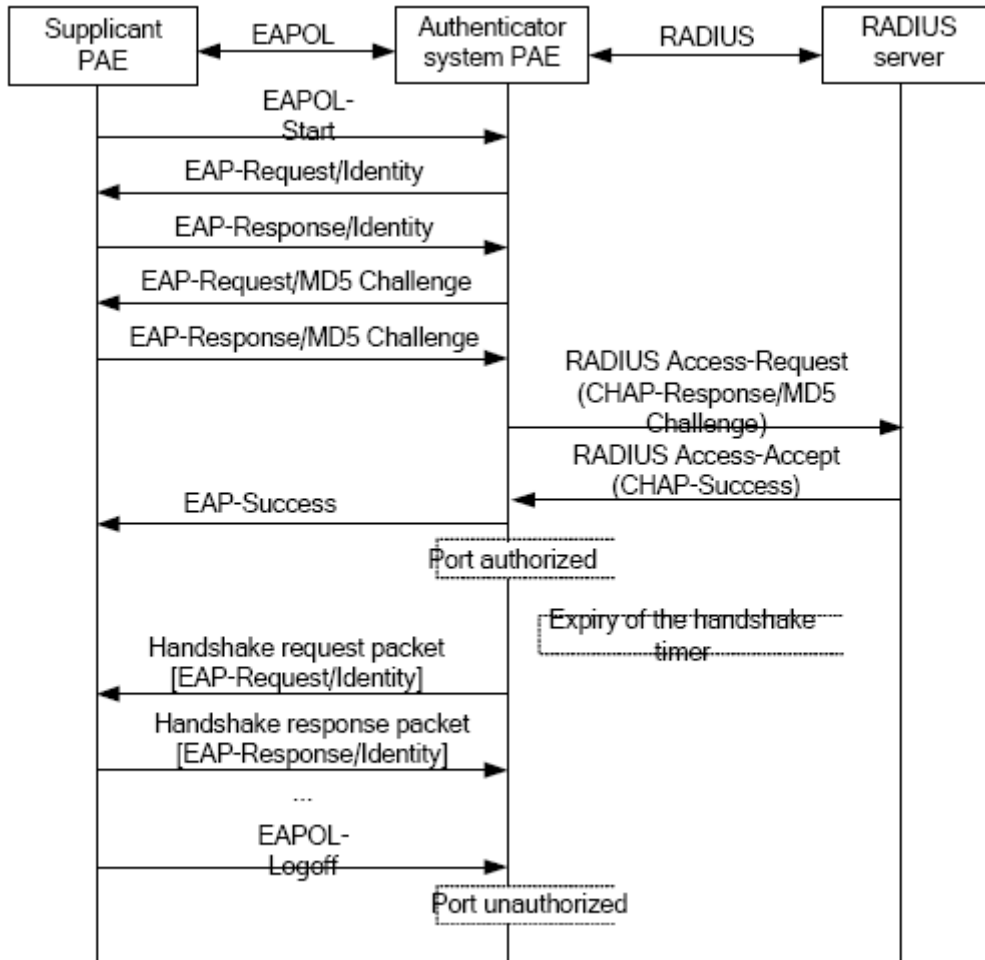 Supplicant
PAE
EAPOL
Authenticator
system PAE
RADIUS
RADIUS
server
EAPOL-
Start
EAP-Request/Identity
EAP-Response/Identity
EAP-Request/MD5 Challenge
EAP-Response/MD5 Challenge
RADIUS Access-Request
(CHAP-Response/MD5
Challenge)
RADIUS Access-Accept
(CHAP-Success)
EAP-Success
Port authorized
Expiry of the handshake
timer
Handshake request packet
[EAP-Request/Identity]
Handshake response packet
[EAP-Response/Identity]
...
EAPOL-
Logoff
Port unauthorized